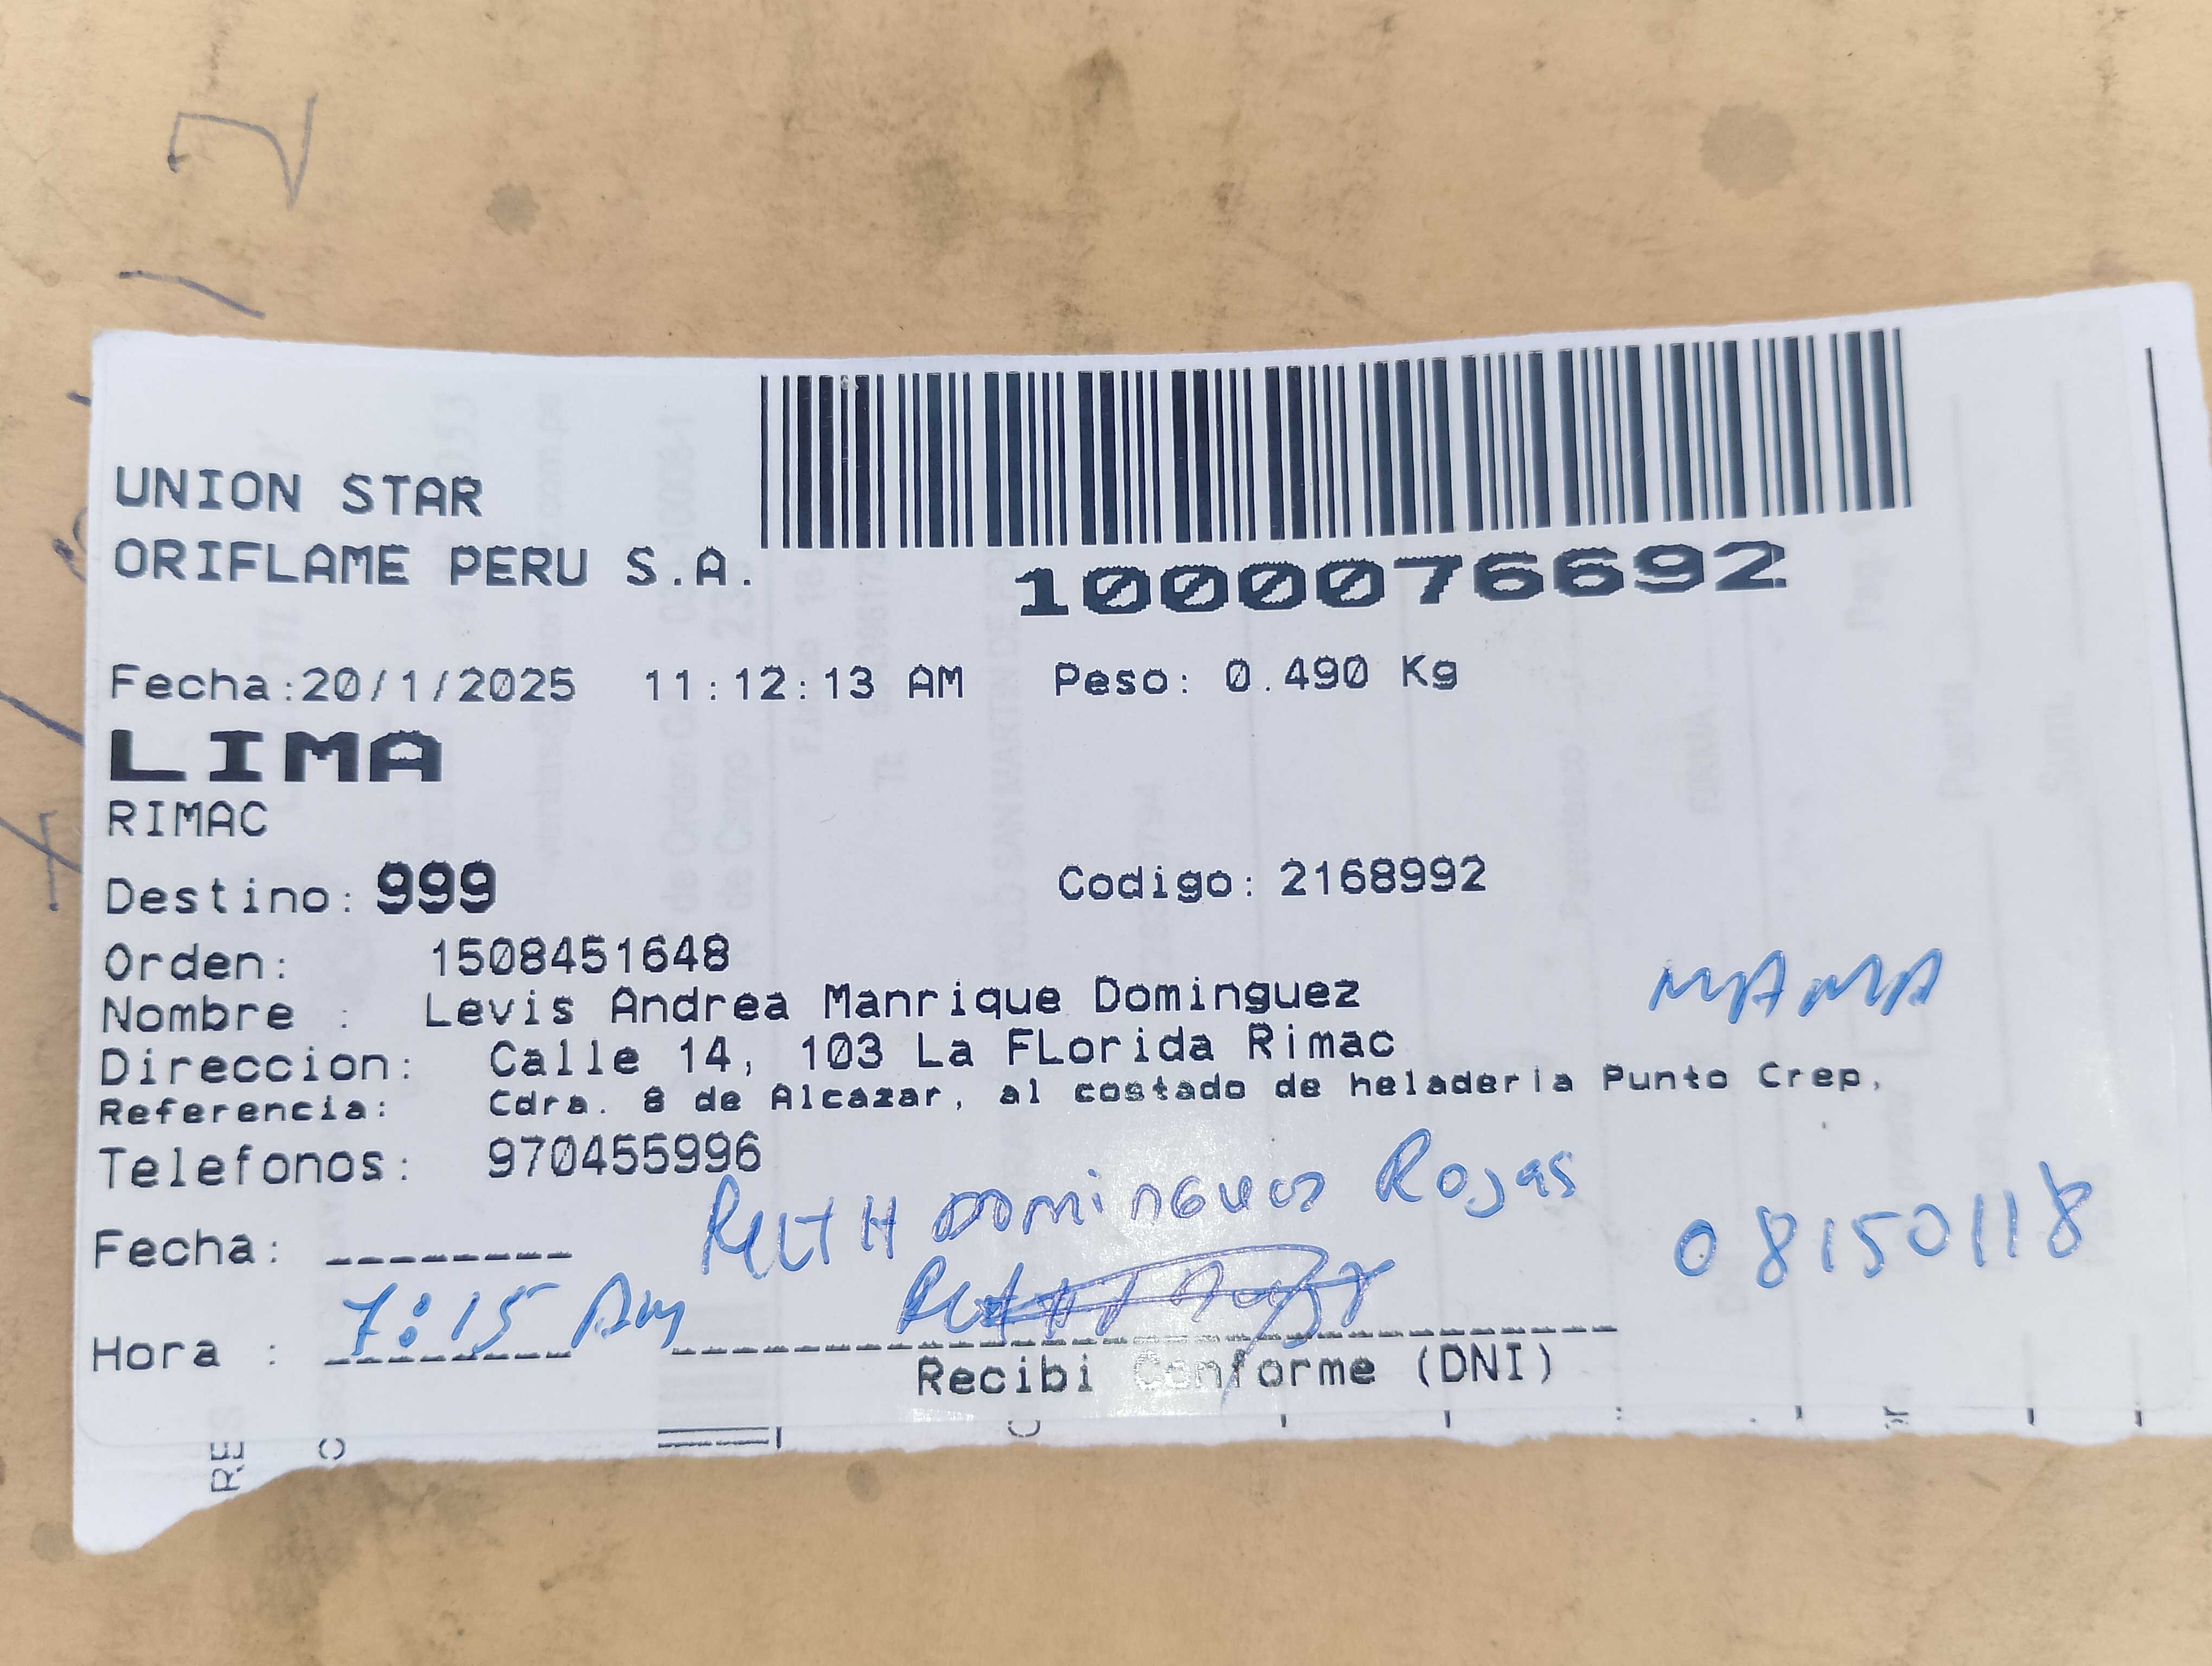 UNION STAR
ORIFLAME PERU S.A.
1000076692
Fecha:20/1/2025 11:12:13 AM Peso: 0.490 Kg
LIMA
RIMAC
Destino: 999 Codigo: 2168992
Orden: 1508451648
Nombre : Levis Andrea Manrique Dominguez
MAMA
Direccion: Calle 14, 103 La FLorida Rimac
Referencia: Cdra. 8 de Alcazar, al costado de heladeria Punto Crep,
Telefonos: 970455996
RUTH Dominguez Rojas
08150118
Fecha: --------
Hora : 7:15 Am
Recibi Conforme (DNI)
RES